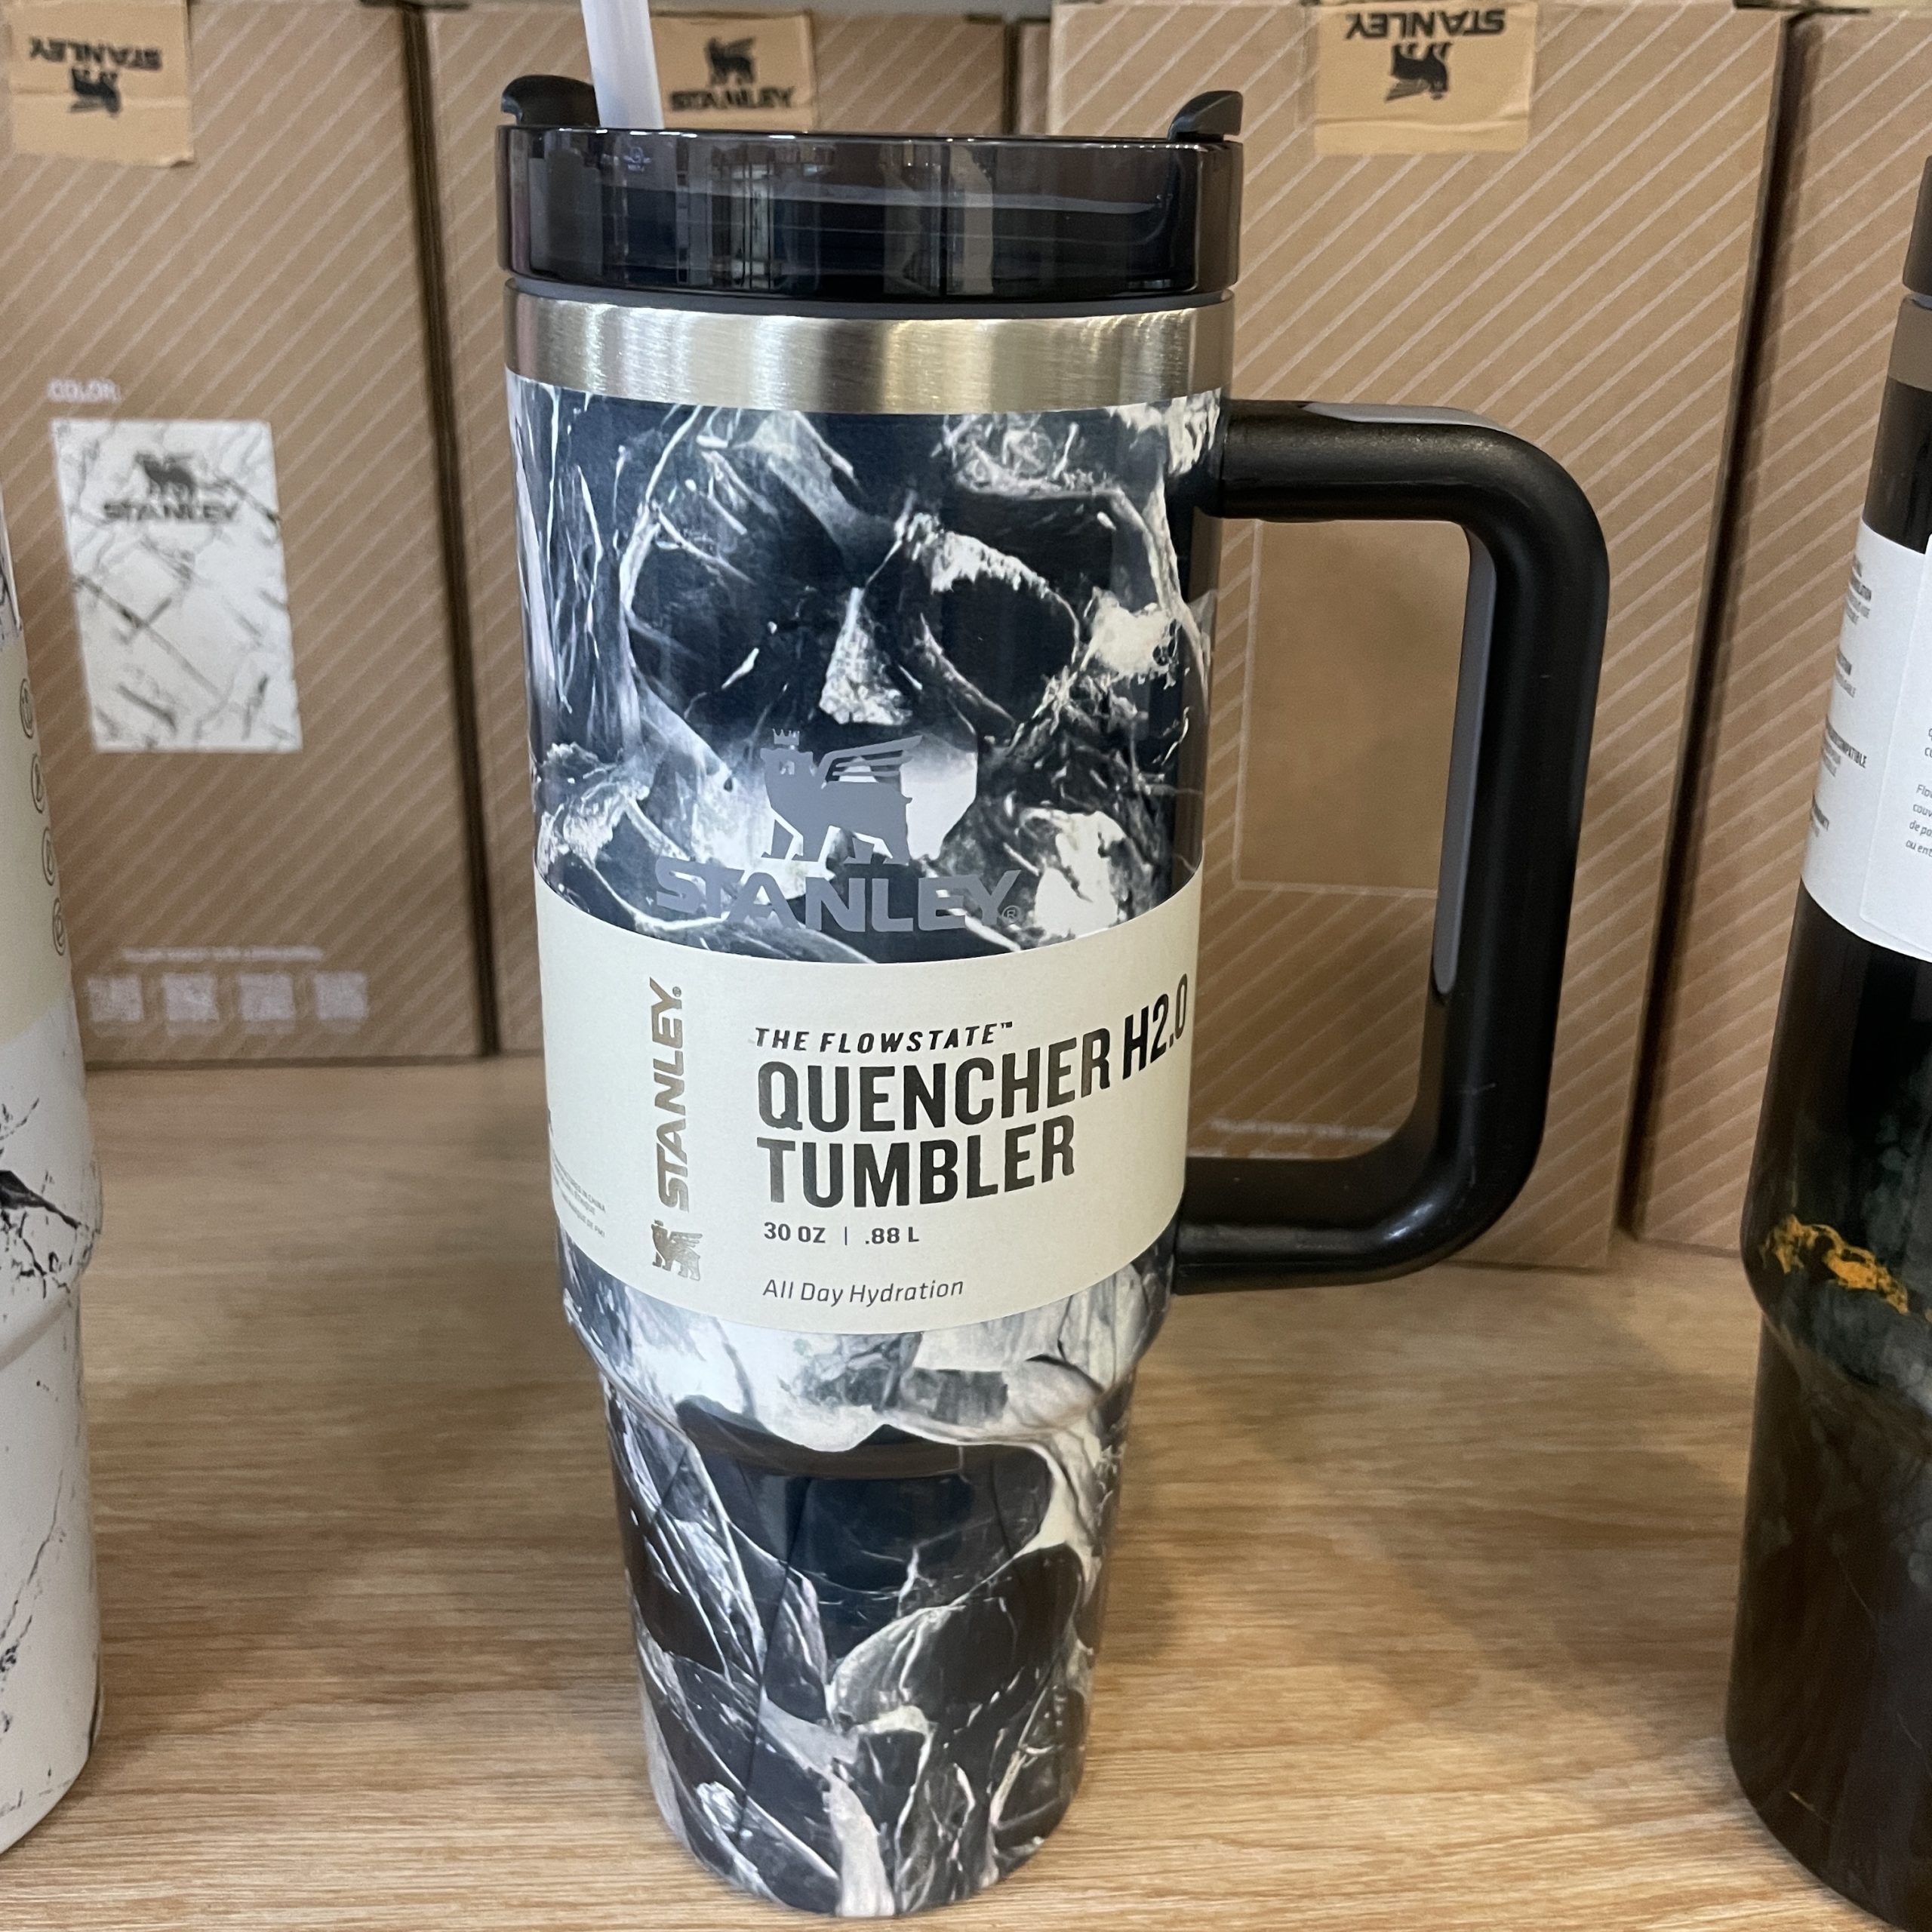 STANLEY
STANLEY
STANLEY
COLOR:
STANLEY
STANLEY®
STANLEY®
THE FLOWSTATE™
QUENCHER H2.0
TUMBLER
30 OZ | .88 L
All Day Hydration